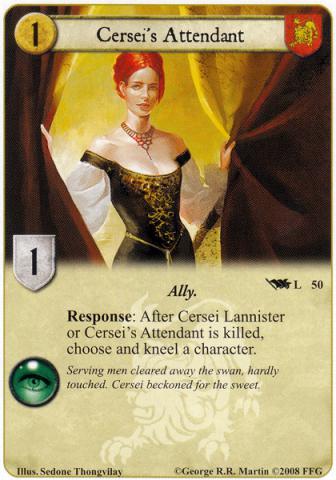 1
Cersei's Attendant
1
Ally.
L 50
Response: After Cersei Lannister
or Cersei's Attendant is killed,
choose and kneel a character.
Serving men cleared away the swan, hardly
touched. Cersei beckoned for the sweet.
Illus. Sedone Thongvilay
©George R.R. Martin ©2008 FFG